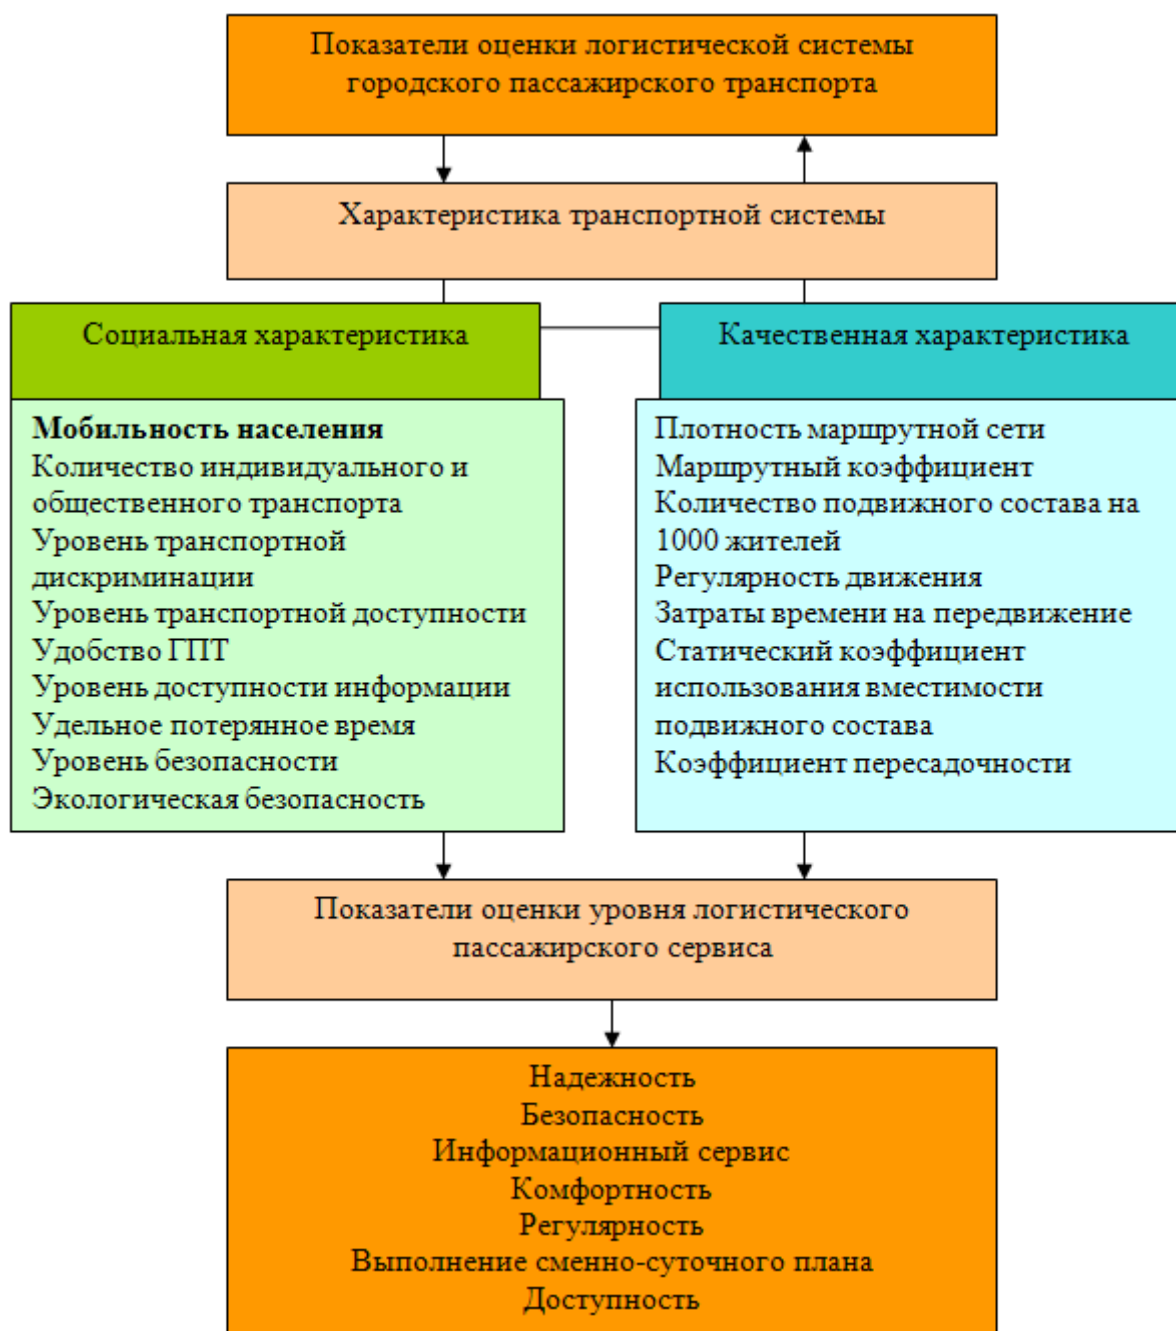 Показатели оценки логистической системы
городского пассажирского транспорта
Характеристика транспортной системы
Социальная характеристика
Мобильность населения
Количество индивидуального и
общественного транспорта
Уровень транспортной
дискриминации
Уровень транспортной доступности
Удобство ГПТ
Уровень доступности информации
Удельное потерянное время
Уровень безопасности
Экологическая безопасность
Качественная характеристика
Плотность маршрутной сети
Маршрутный коэффициент
Количество подвижного состава на
1000 жителей
Регулярность движения
Затраты времени на передвижение
Статический коэффициент
использования вместимости
подвижного состава
Коэффициент пересадочности
Показатели оценки уровня логистического
пассажирского сервиса
Надежность
Безопасность
Информационный сервис
Комфортность
Регулярность
Выполнение сменно-суточного плана
Доступность